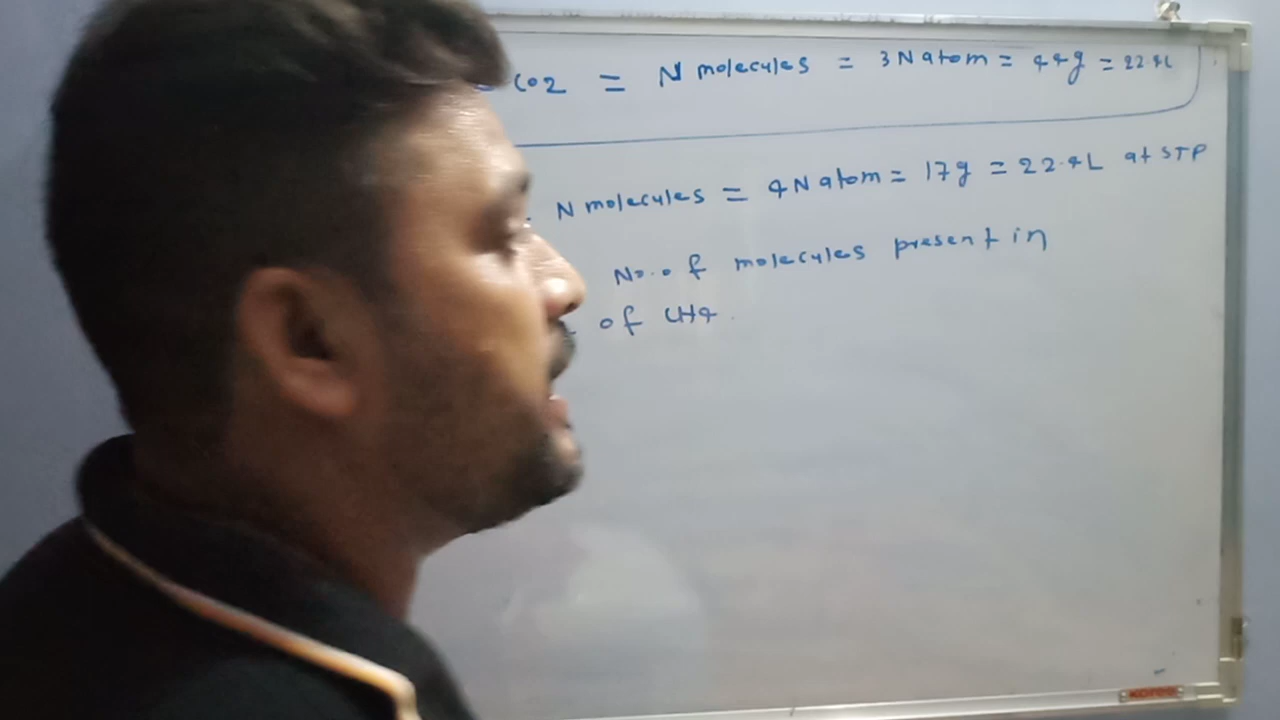 CO2 = N molecules = 3N atom = 44g = 22.4L
N molecules = 4N atom = 17g = 22.4L at STP
No. of molecules present in
of CH4.
KOREO